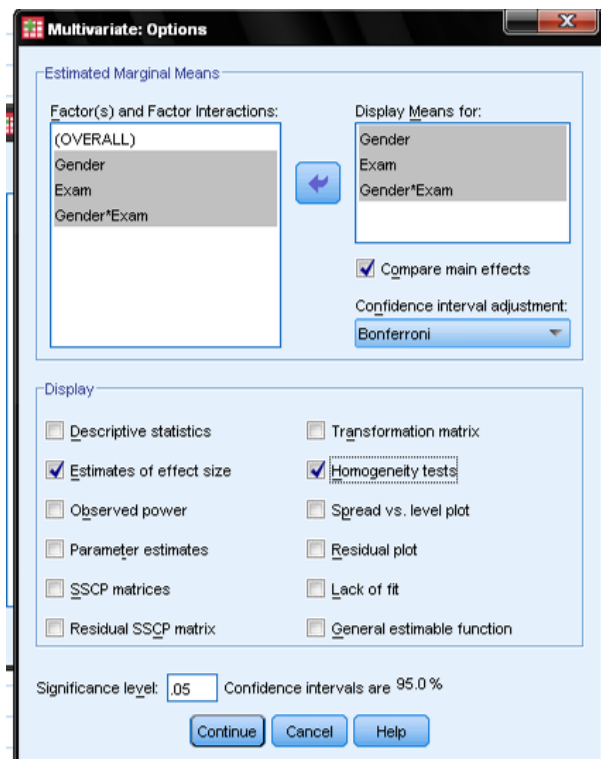 Multivariate: Options
Estimated Marginal Means
Factor(s) and Factor Interactions:
(OVERALL)
Gender
Exam
Gender*Exam
Display Means for:
Gender
Exam
Gender*Exam
Compare main effects
Confidence interval adjustment:
Bonferroni
Display
Descriptive statistics
Transformation matrix
Estimates of effect size
Homogeneity tests
Observed power
Spread vs. level plot
Parameter estimates
Residual plot
SSCP matrices
Lack of fit
Residual SSCP matrix
General estimable function
Significance level: .05 Confidence intervals are 95.0 %
Continue Cancel Help